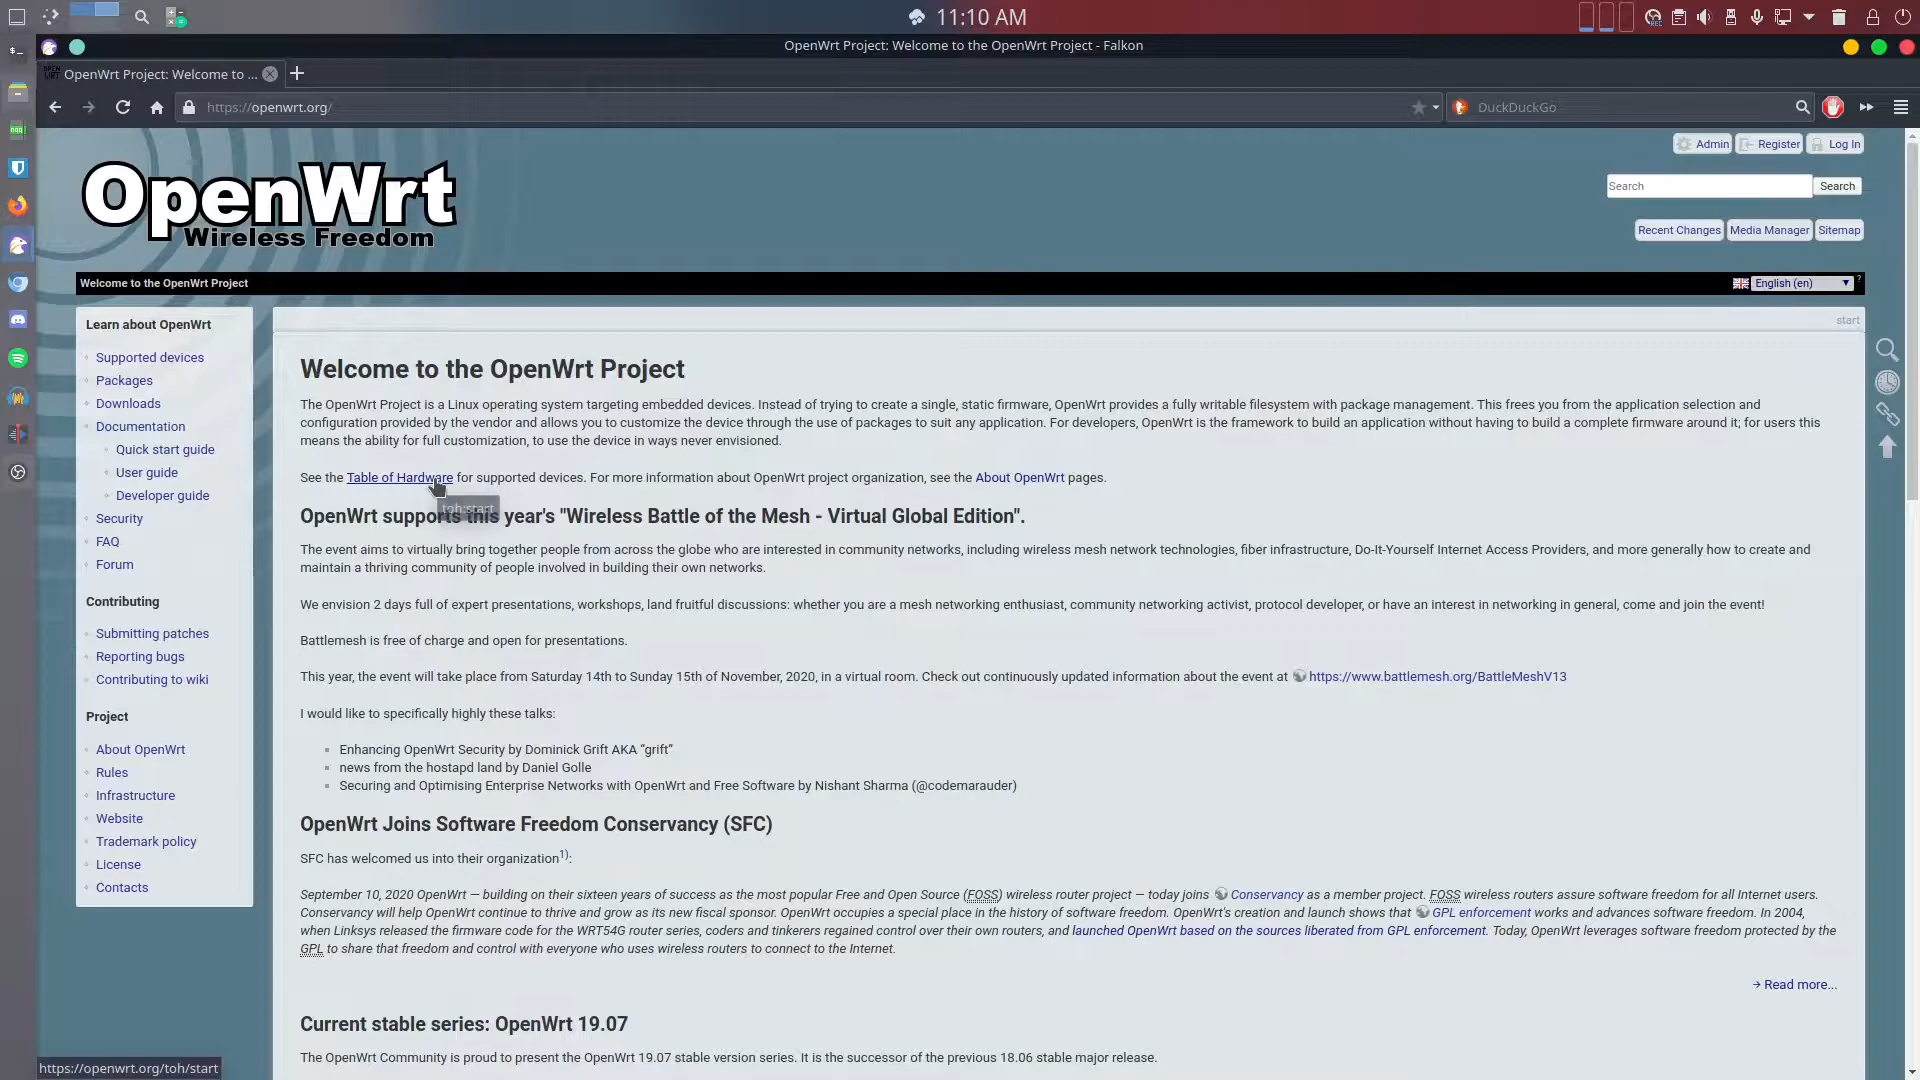 11:10 AM
OpenWrt Project: Welcome to the OpenWrt Project - Falkon
OpenWrt Project: Welcome to ...
https://openwrt.org/
DuckDuckGo
Admin
Register
Log In
OpenWrt
Wireless Freedom
Search
Search
Recent Changes
Media Manager
Sitemap
Welcome to the OpenWrt Project
English (en)
?
start
Learn about OpenWrt
Supported devices
Packages
Downloads
Documentation
Quick start guide
User guide
Developer guide
Security
FAQ
Forum
Contributing
Submitting patches
Reporting bugs
Contributing to wiki
Project
About OpenWrt
Rules
Infrastructure
Website
Trademark policy
License
Contacts
Welcome to the OpenWrt Project
The OpenWrt Project is a Linux operating system targeting embedded devices. Instead of trying to create a single, static firmware, OpenWrt provides a fully writable filesystem with package management. This frees you from the application selection and
configuration provided by the vendor and allows you to customize the device through the use of packages to suit any application. For developers, OpenWrt is the framework to build an application without having to build a complete firmware around it; for users this
means the ability for full customization, to use the device in ways never envisioned.
See the Table of Hardware for supported devices. For more information about OpenWrt project organization, see the About OpenWrt pages.
toh:start
OpenWrt supports this year's "Wireless Battle of the Mesh - Virtual Global Edition".
The event aims to virtually bring together people from across the globe who are interested in community networks, including wireless mesh network technologies, fiber infrastructure, Do-It-Yourself Internet Access Providers, and more generally how to create and
maintain a thriving community of people involved in building their own networks.
We envision 2 days full of expert presentations, workshops, land fruitful discussions: whether you are a mesh networking enthusiast, community networking activist, protocol developer, or have an interest in networking in general, come and join the event!
Battlemesh is free of charge and open for presentations.
This year, the event will take place from Saturday 14th to Sunday 15th of November, 2020, in a virtual room. Check out continuously updated information about the event at https://www.battlemesh.org/BattleMeshV13
I would like to specifically highly these talks:
Enhancing OpenWrt Security by Dominick Grift AKA “grift”
news from the hostapd land by Daniel Golle
Securing and Optimising Enterprise Networks with OpenWrt and Free Software by Nishant Sharma (@codemarauder)
OpenWrt Joins Software Freedom Conservancy (SFC)
SFC has welcomed us into their organization1):
September 10, 2020 OpenWrt — building on their sixteen years of success as the most popular Free and Open Source (FOSS) wireless router project — today joins Conservancy as a member project. FOSS wireless routers assure software freedom for all Internet users.
Conservancy will help OpenWrt continue to thrive and grow as its new fiscal sponsor. OpenWrt occupies a special place in the history of software freedom. OpenWrt's creation and launch shows that GPL enforcement works and advances software freedom. In 2004,
when Linksys released the firmware code for the WRT54G router series, coders and tinkerers regained control over their own routers, and launched OpenWrt based on the sources liberated from GPL enforcement. Today, OpenWrt leverages software freedom protected by the
GPL to share that freedom and control with everyone who uses wireless routers to connect to the Internet.
→ Read more...
Current stable series: OpenWrt 19.07
The OpenWrt Community is proud to present the OpenWrt 19.07 stable version series. It is the successor of the previous 18.06 stable major release.
https://openwrt.org/toh/start